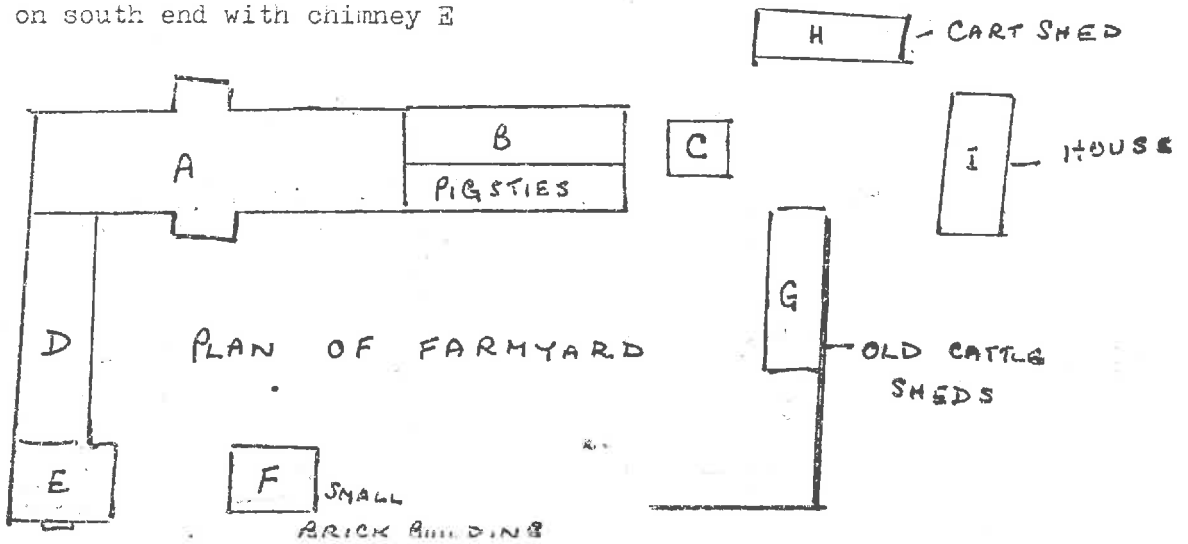 on south end with chimney E
H - CART SHED
A
B
C
I - HOUSE
PIGSTIES
G
D
PLAN OF FARMYARD
- OLD CATTLE
SHEDS
E
F
SMALL
BRICK BUILDING